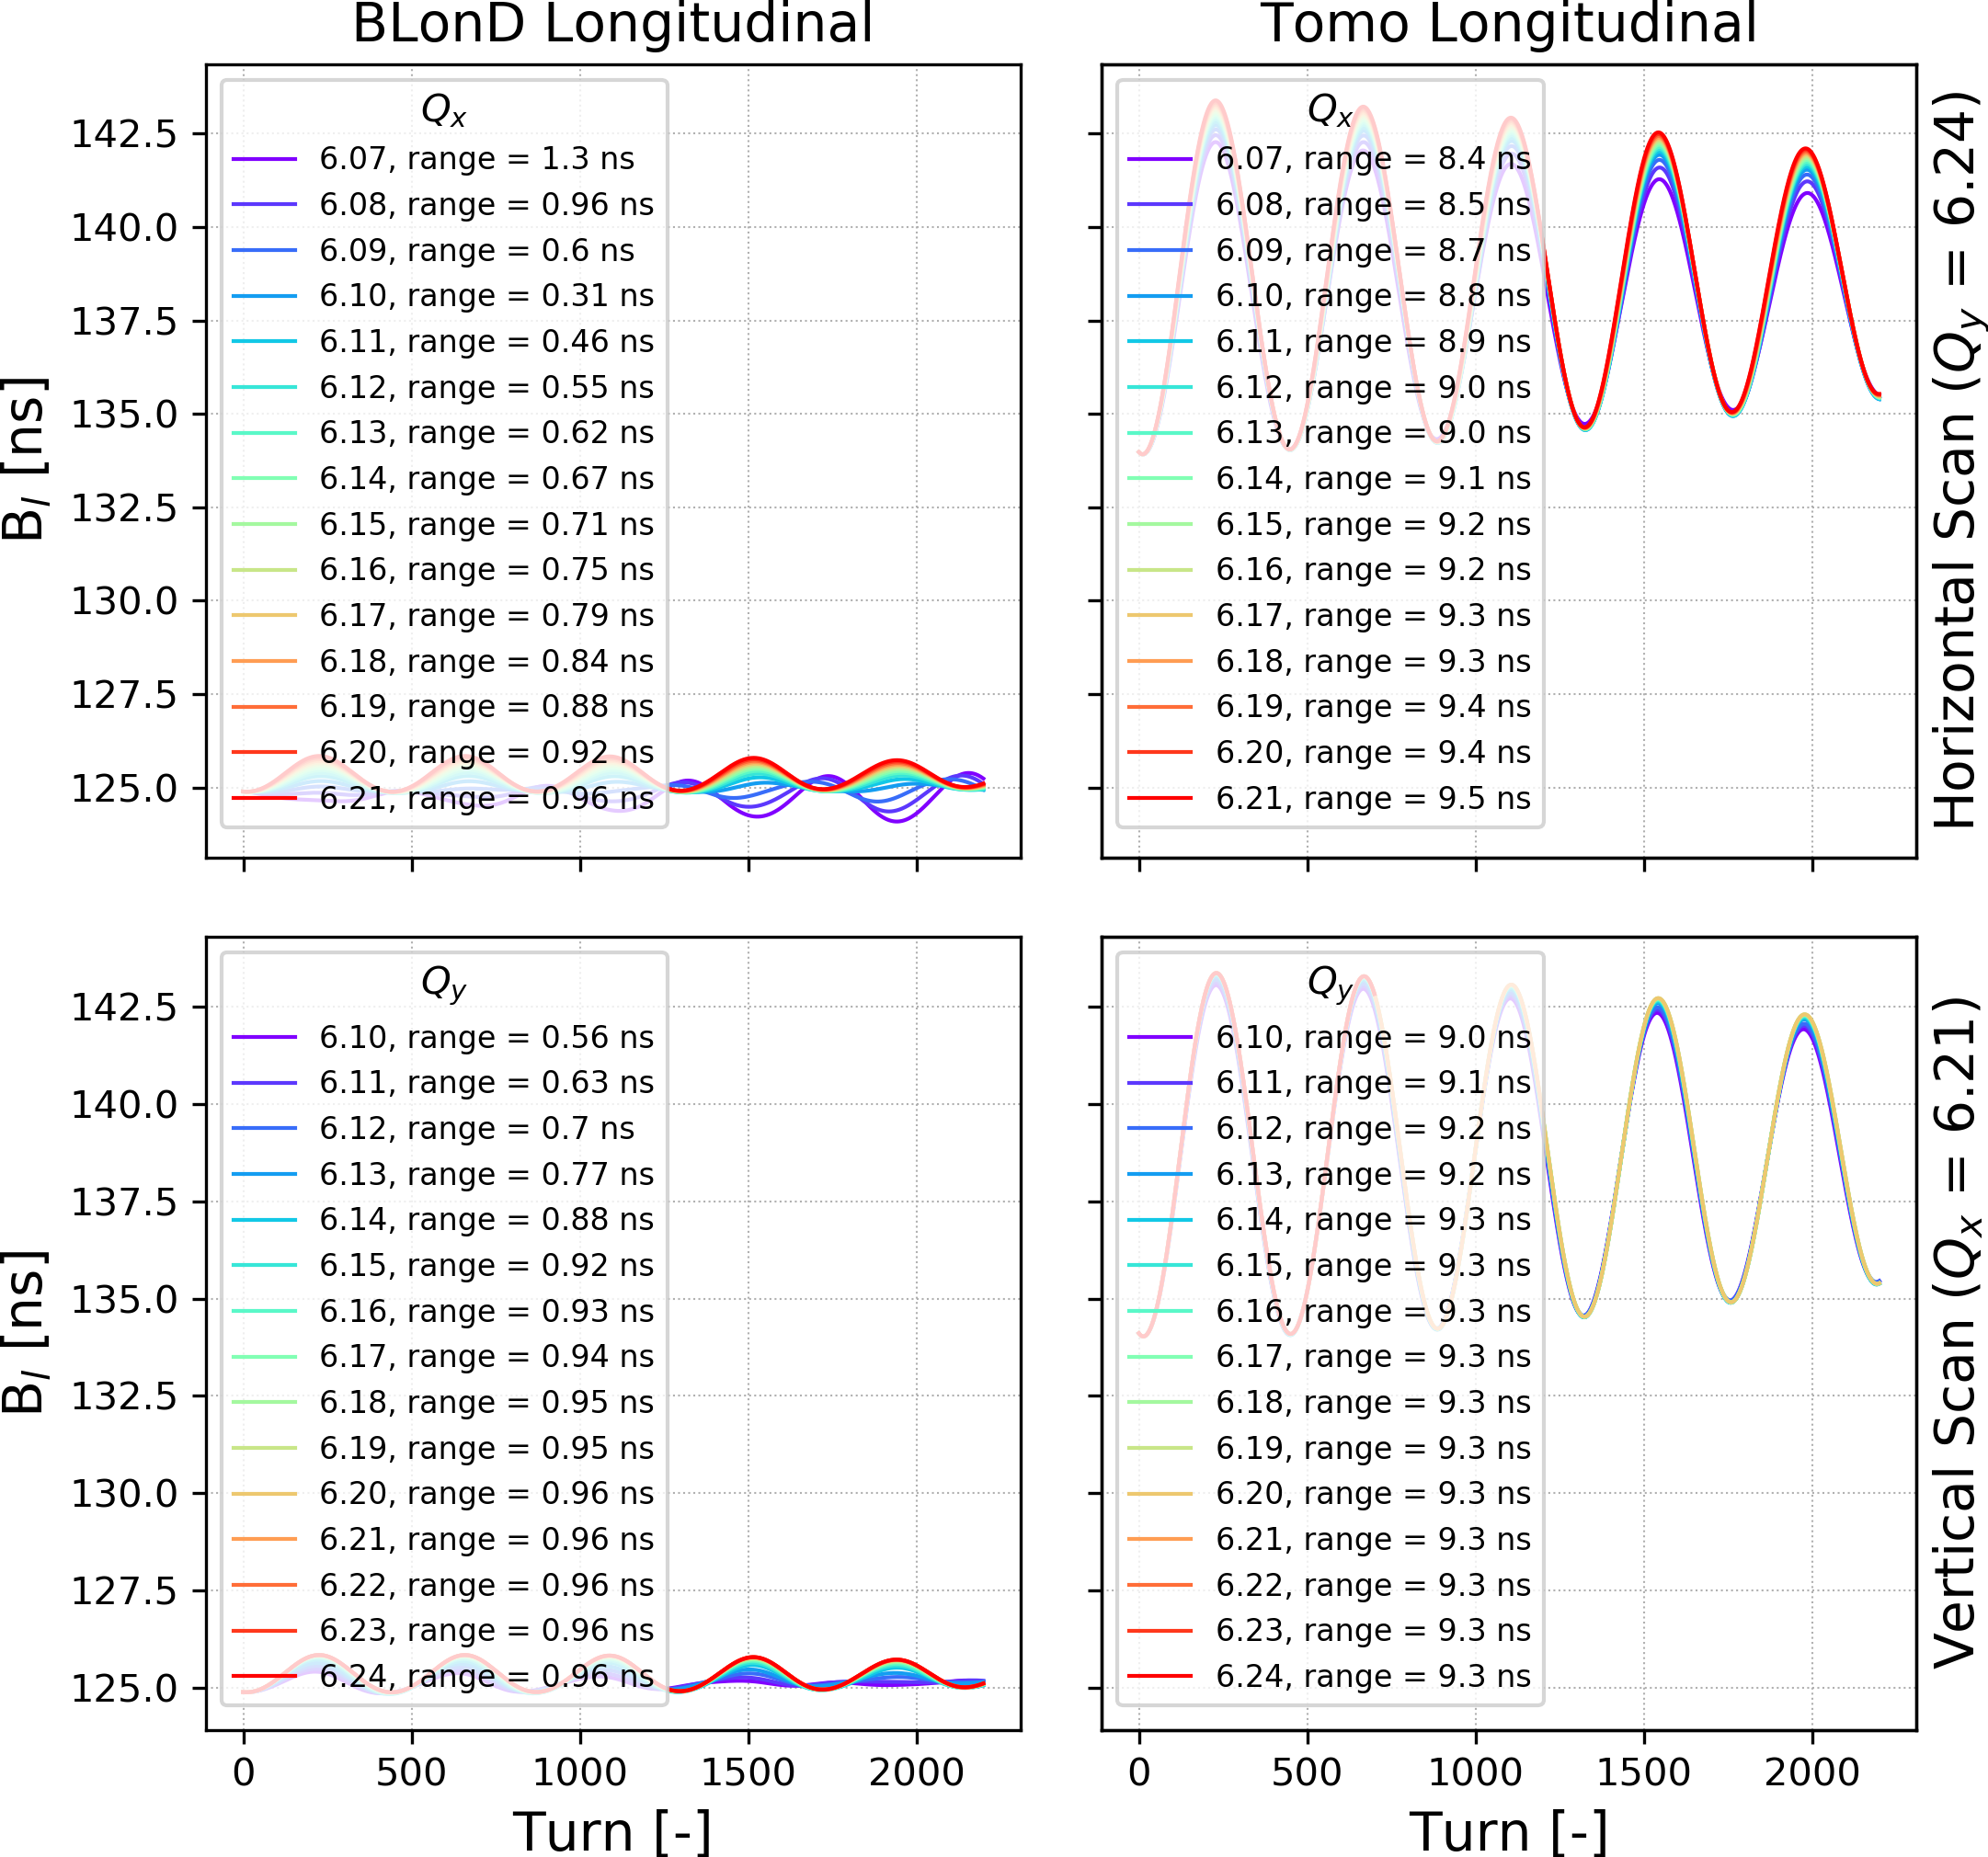 BLonD Longitudinal
Tomo Longitudinal
B_l [ns]
142.5
140.0
137.5
135.0
132.5
130.0
127.5
125.0
Q_x
6.07, range = 1.3 ns
6.08, range = 0.96 ns
6.09, range = 0.6 ns
6.10, range = 0.31 ns
6.11, range = 0.46 ns
6.12, range = 0.55 ns
6.13, range = 0.62 ns
6.14, range = 0.67 ns
6.15, range = 0.71 ns
6.16, range = 0.75 ns
6.17, range = 0.79 ns
6.18, range = 0.84 ns
6.19, range = 0.88 ns
6.20, range = 0.92 ns
6.21, range = 0.96 ns
Q_x
6.07, range = 8.4 ns
6.08, range = 8.5 ns
6.09, range = 8.7 ns
6.10, range = 8.8 ns
6.11, range = 8.9 ns
6.12, range = 9.0 ns
6.13, range = 9.0 ns
6.14, range = 9.1 ns
6.15, range = 9.2 ns
6.16, range = 9.2 ns
6.17, range = 9.3 ns
6.18, range = 9.3 ns
6.19, range = 9.4 ns
6.20, range = 9.4 ns
6.21, range = 9.5 ns
Horizontal Scan (Q_y = 6.24)
B_l [ns]
142.5
140.0
137.5
135.0
132.5
130.0
127.5
125.0
Q_y
6.10, range = 0.56 ns
6.11, range = 0.63 ns
6.12, range = 0.7 ns
6.13, range = 0.77 ns
6.14, range = 0.88 ns
6.15, range = 0.92 ns
6.16, range = 0.93 ns
6.17, range = 0.94 ns
6.18, range = 0.95 ns
6.19, range = 0.95 ns
6.20, range = 0.96 ns
6.21, range = 0.96 ns
6.22, range = 0.96 ns
6.23, range = 0.96 ns
6.24, range = 0.96 ns
Q_y
6.10, range = 9.0 ns
6.11, range = 9.1 ns
6.12, range = 9.2 ns
6.13, range = 9.2 ns
6.14, range = 9.3 ns
6.15, range = 9.3 ns
6.16, range = 9.3 ns
6.17, range = 9.3 ns
6.18, range = 9.3 ns
6.19, range = 9.3 ns
6.20, range = 9.3 ns
6.21, range = 9.3 ns
6.22, range = 9.3 ns
6.23, range = 9.3 ns
6.24, range = 9.3 ns
Vertical Scan (Q_x = 6.21)
0 500 1000 1500 2000
0 500 1000 1500 2000
Turn [-]
Turn [-]